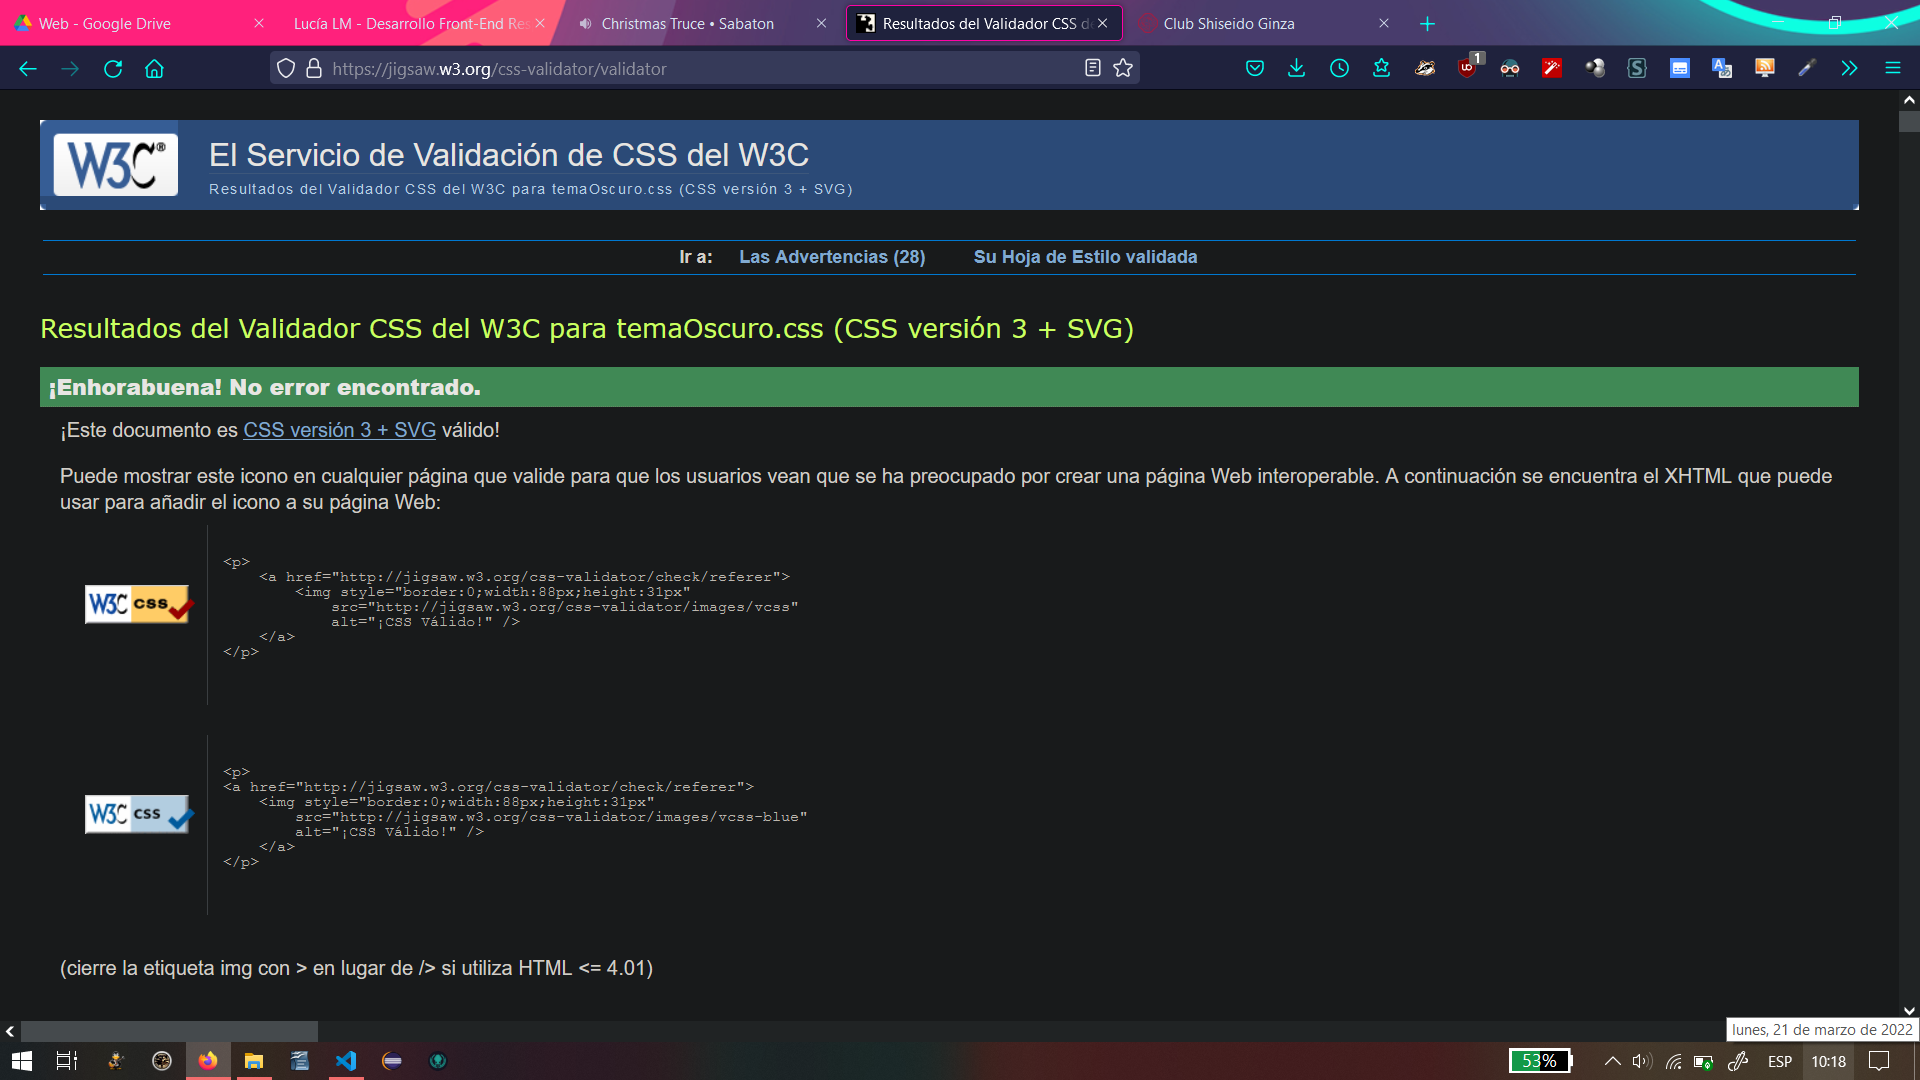 Web - Google Drive
Lucía LM - Desarrollo Front-End Res
Christmas Truce • Sabaton
Resultados del Validador CSS de
Club Shiseido Ginza
https://jigsaw.w3.org/css-validator/validator
1
W3C®
El Servicio de Validación de CSS del W3C
Resultados del Validador CSS del W3C para temaOscuro.css (CSS versión 3 + SVG)
Ir a: Las Advertencias (28) Su Hoja de Estilo validada
Resultados del Validador CSS del W3C para temaOscuro.css (CSS versión 3 + SVG)
¡Enhorabuena! No error encontrado.
¡Este documento es CSS versión 3 + SVG válido!
Puede mostrar este icono en cualquier página que valide para que los usuarios vean que se ha preocupado por crear una página Web interoperable. A continuación se encuentra el XHTML que puede
usar para añadir el icono a su página Web:
W3C css
<p>
<a href="http://jigsaw.w3.org/css-validator/check/referer">
<img style="border:0;width:88px;height:31px"
src="http://jigsaw.w3.org/css-validator/images/vcss"
alt="¡CSS Válido!" />
</a>
</p>
W3C css
<p>
<a href="http://jigsaw.w3.org/css-validator/check/referer">
<img style="border:0;width:88px;height:31px"
src="http://jigsaw.w3.org/css-validator/images/vcss-blue"
alt="¡CSS Válido!" />
</a>
</p>
(cierre la etiqueta img con > en lugar de /> si utiliza HTML <= 4.01)
lunes, 21 de marzo de 2022
53%
ESP
10:18